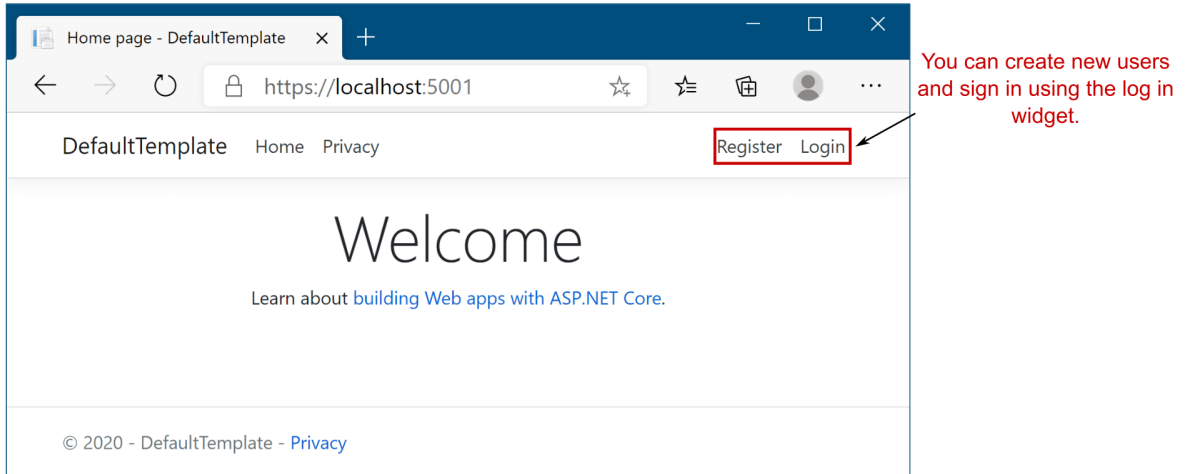 Home page - DefaultTemplate
https://localhost:5001
You can create new users
and sign in using the log in
widget.
DefaultTemplate Home Privacy Register Login
Welcome
Learn about building Web apps with ASP.NET Core.
© 2020 - DefaultTemplate - Privacy